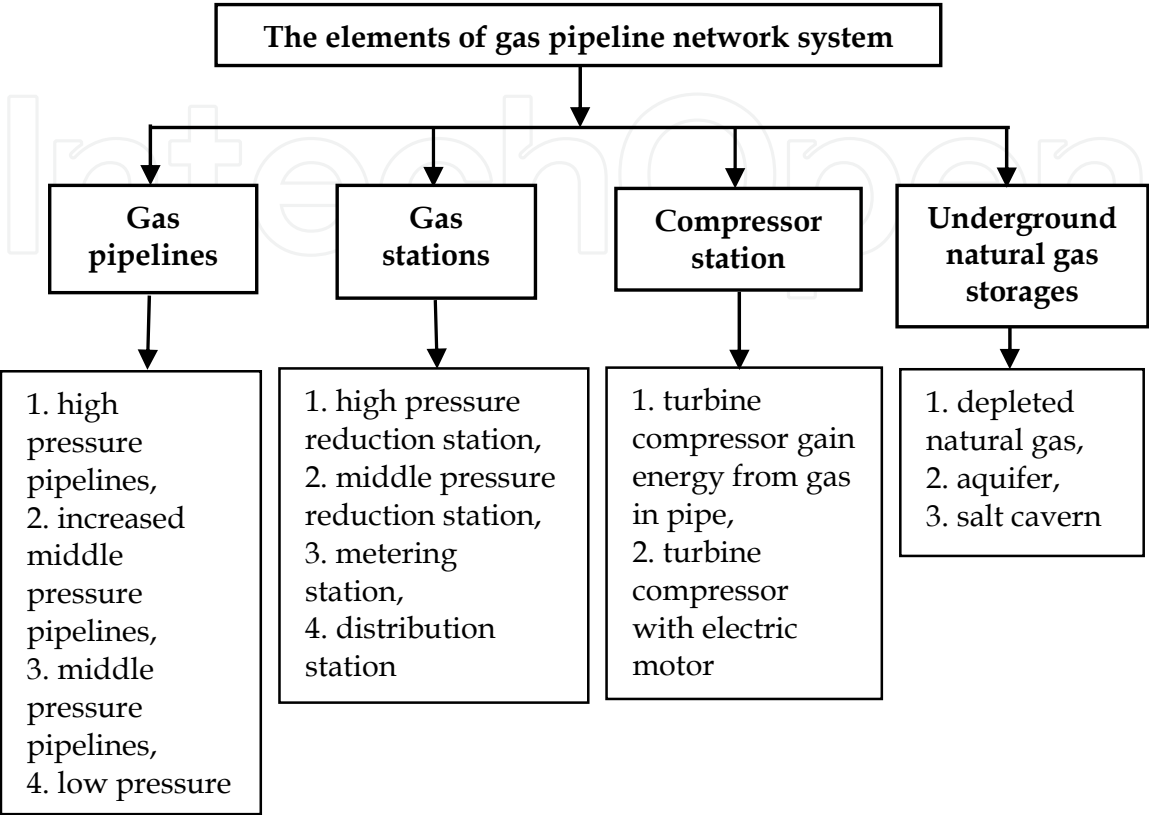 The elements of gas pipeline network system
IntechOpen
Gas
pipelines
Gas
stations
Compressor
station
Underground
natural gas
storages
1. high
pressure
pipelines,
2. increased
middle
pressure
pipelines,
3. middle
pressure
pipelines,
4. low pressure
1. high pressure
reduction station,
2. middle pressure
reduction station,
3. metering
station,
4. distribution
station
1. turbine
compressor gain
energy from gas
in pipe,
2. turbine
compressor
with electric
motor
1. depleted
natural gas,
2. aquifer,
3. salt cavern